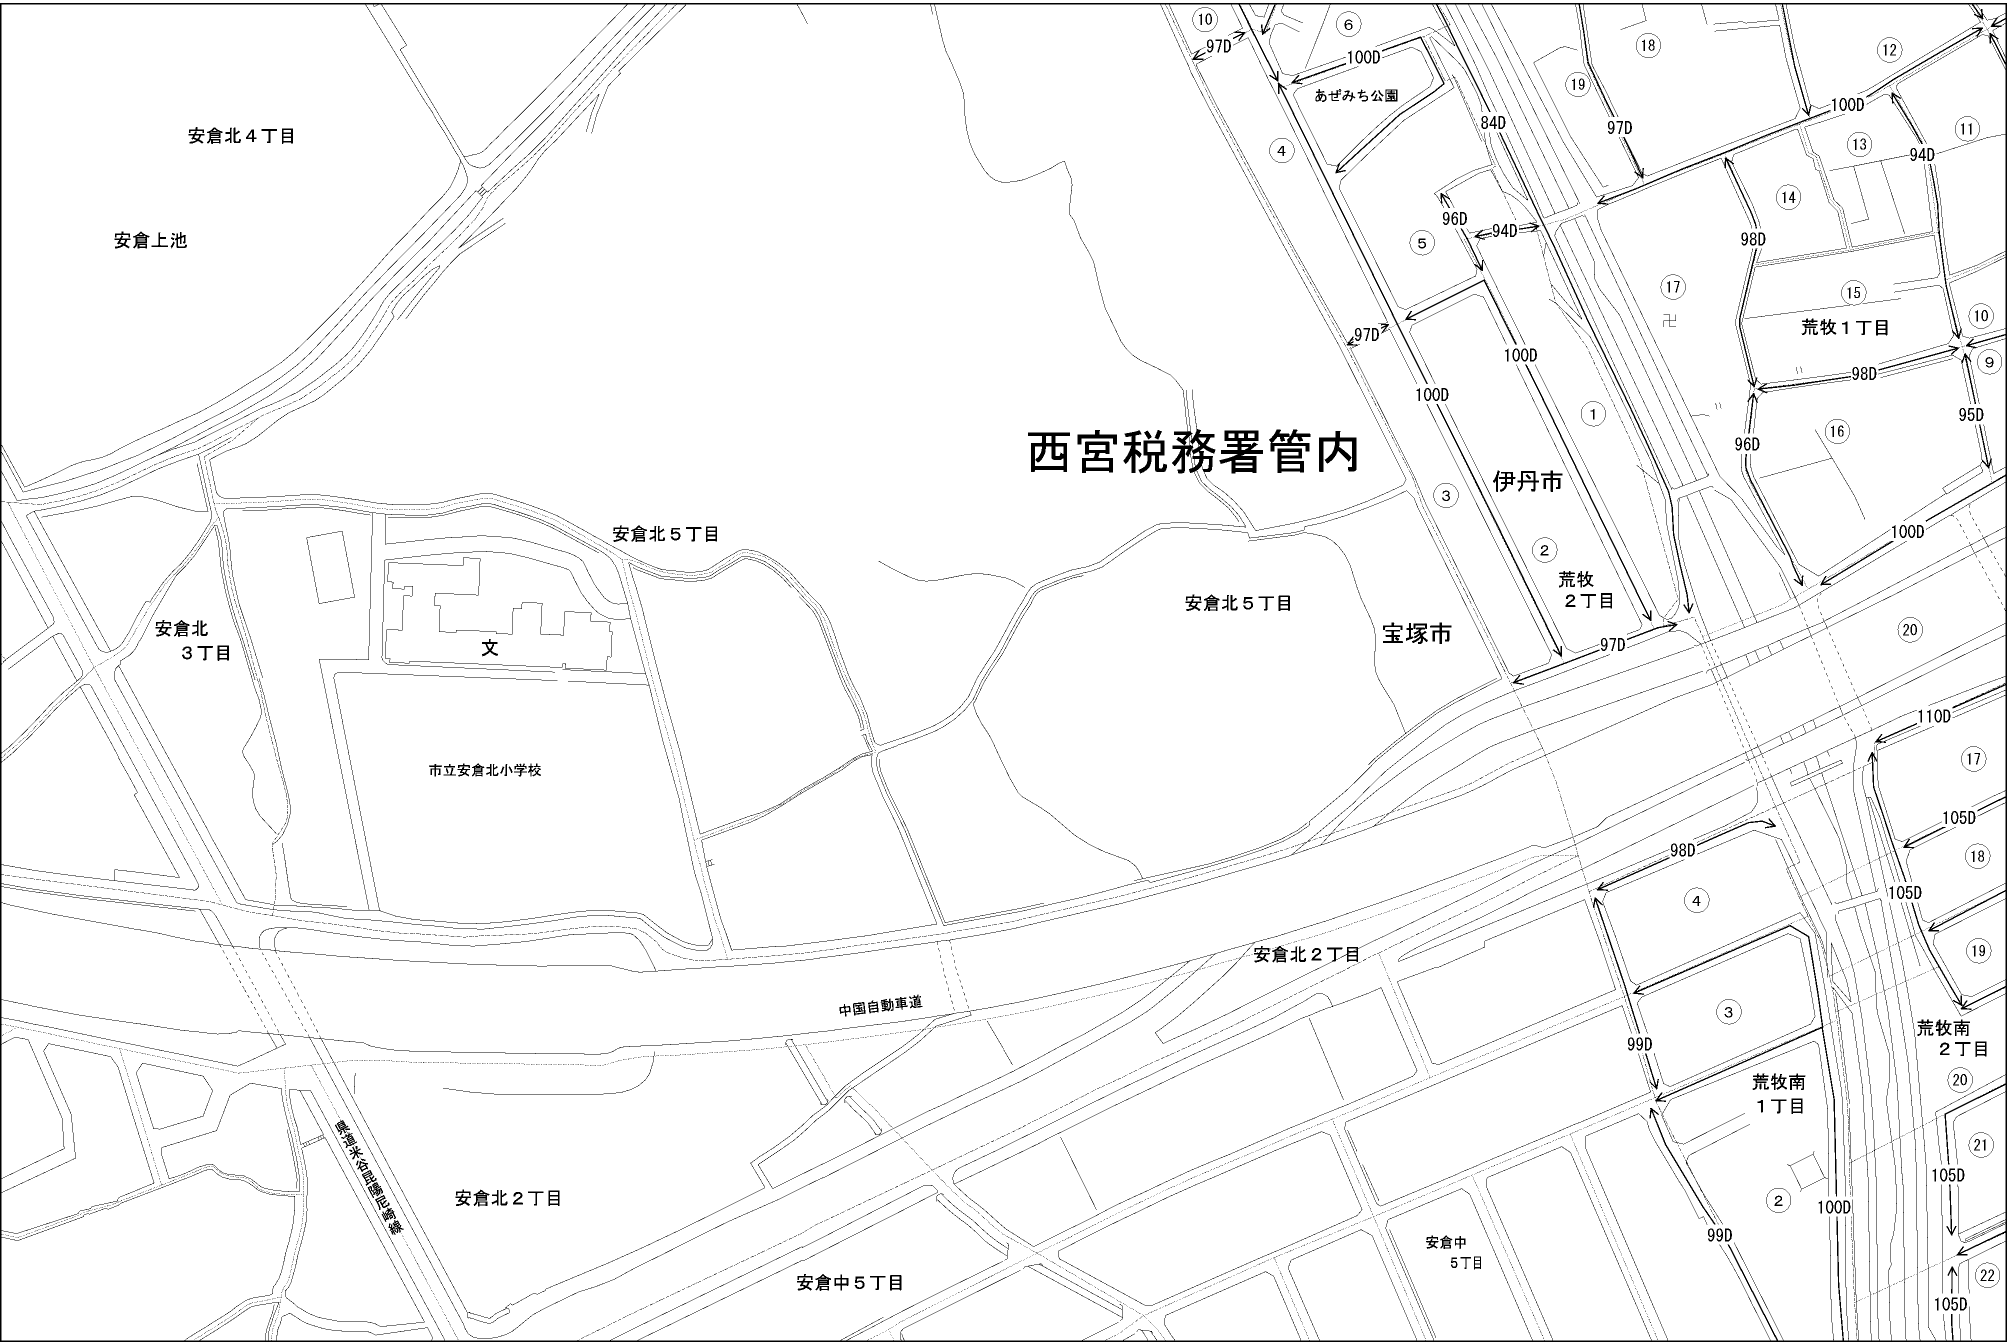 ⑩
97D
⑥
100D
あぜみち公園
④
84D
⑱
⑲
97D
⑫
100D
⑪
⑬
94D
⑭
98D
96D
94D
⑤
⑰
卍
⑮
荒牧１丁目
⑩
⑨
97D
100D
100D
98D
95D
①
96D
⑯
安倉北４丁目
安倉上池
西宮税務署管内
③
伊丹市
②
荒牧
２丁目
100D
安倉北５丁目
安倉北５丁目
宝塚市
97D
⑳
安倉北
３丁目
文
市立安倉北小学校
110D
⑰
105D
98D
⑱
105D
④
⑲
安倉北２丁目
中国自動車道
③
99D
荒牧南
２丁目
⑳
荒牧南
１丁目
㉑
105D
②
100D
99D
県道米谷昆陽尼崎線
安倉北２丁目
安倉中５丁目
安倉中
５丁目
㉒
105D